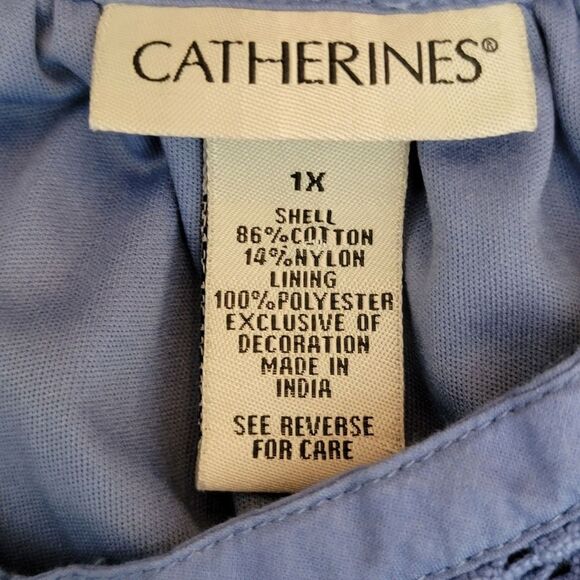 CATHERINES®
1X
SHELL
86%COTTON
14%NYLON
LINING
100%POLYESTER
EXCLUSIVE OF
DECORATION
MADE IN
INDIA
SEE REVERSE
FOR CARE